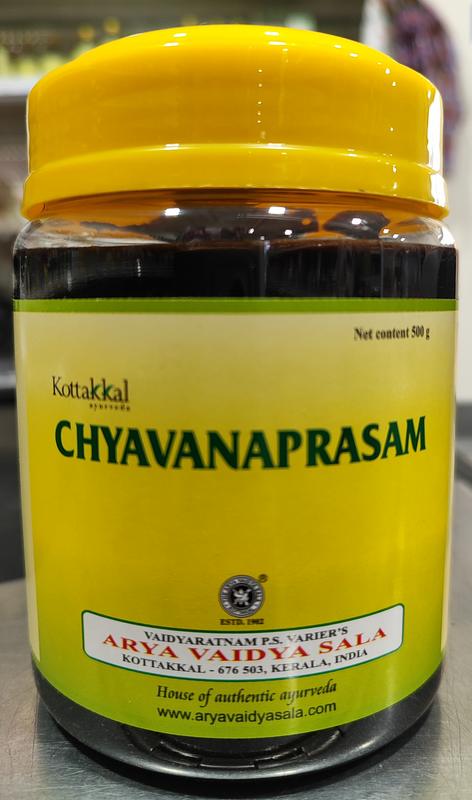 Net content 500 g
Kottakkal
ayurveda
CHYAVANAPRASAM
®
ESTD. 1902
VAIDYARATNAM P.S. VARIER'S
ARYA VAIDYA SALA
KOTTAKKAL - 676 503, KERALA, INDIA
House of authentic ayurveda
www.aryavaidyasala.com